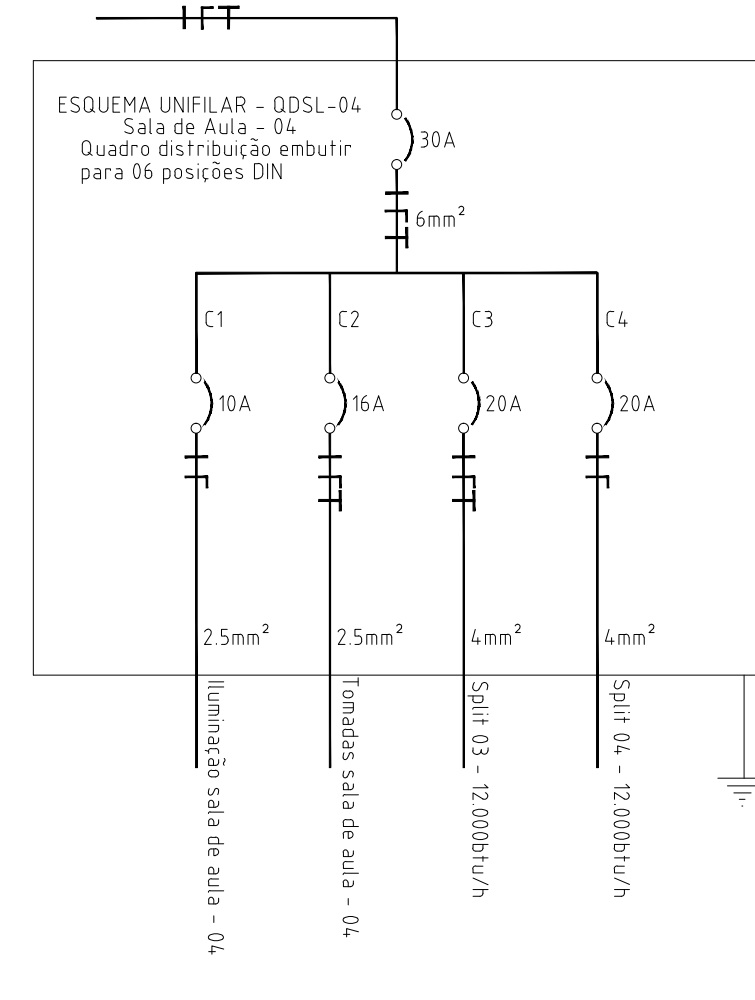 ESQUEMA UNIFILAR - QDSL-04
Sala de Aula - 04
Quadro distribuição embutir
para 06 posições DIN
30A
6mm²
C1
C2
C3
C4
10A
16A
20A
20A
2.5mm²
2.5mm²
4mm²
4mm²
Iluminação sala de aula - 04
Tomadas sala de aula - 04
Split 03 - 12.000btu/h
Split 04 - 12.000btu/h